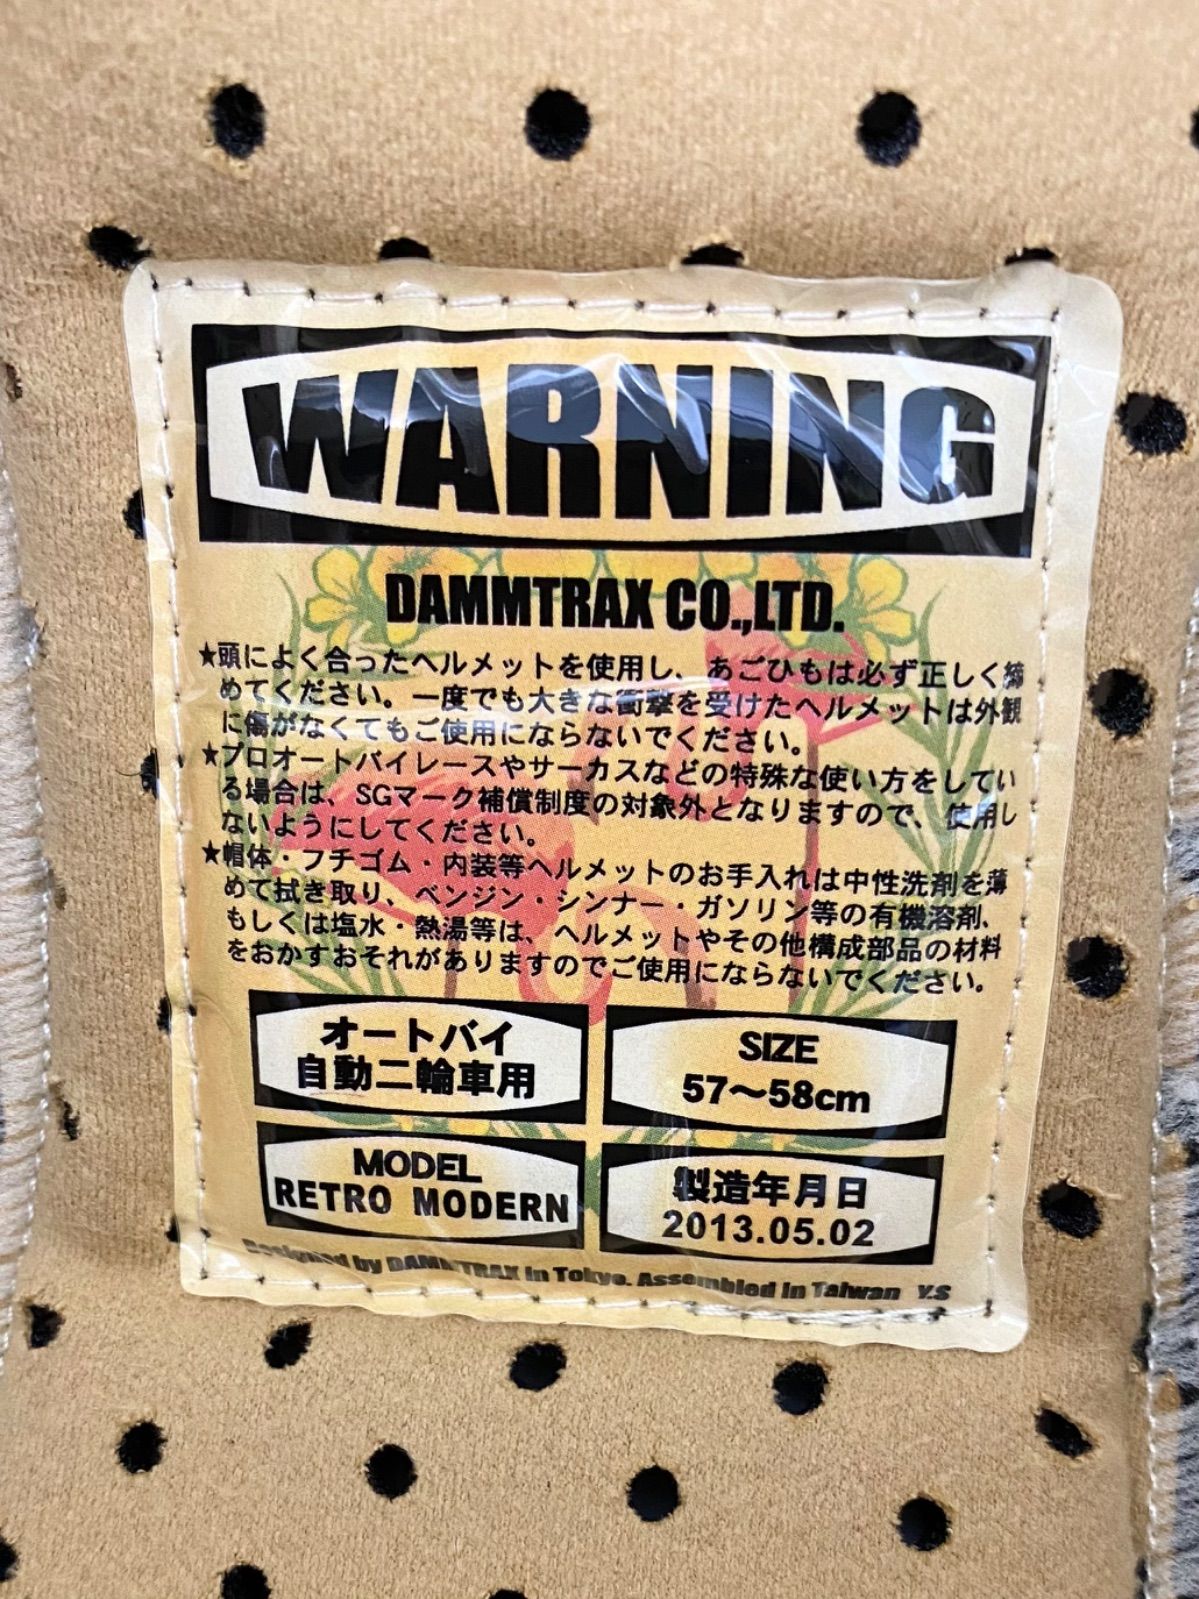 WARNING
DAMMTRAX CO.,LTD.
★頭によく合ったヘルメットを使用し、あごひもは必ず正しく締
めてください。一度でも大きな衝撃を受けたヘルメットは外観
に傷がなくてもご使用にならないでください。
★プロオートバイレースやサーカスなどの特殊な使い方をしてい
る場合は、SGマーク補償制度の対象外となりますので、使用し
ないようにしてください。
★帽体・フチゴム・内装等ヘルメットのお手入れは中性洗剤を薄
めて拭き取り、ベンジン・シンナー・ガソリン等の有機溶剤、
もしくは塩水・熱湯等は、ヘルメットやその他構成部品の材料
をおかすおそれがありますのでご使用にならないでください。
オートバイ
自動二輪車用
SIZE
57～58cm
MODEL
RETRO MODERN
製造年月日
2013.05.02
Designed by DAMMTRAX in Tokyo. Assembled in Taiwan Y.S